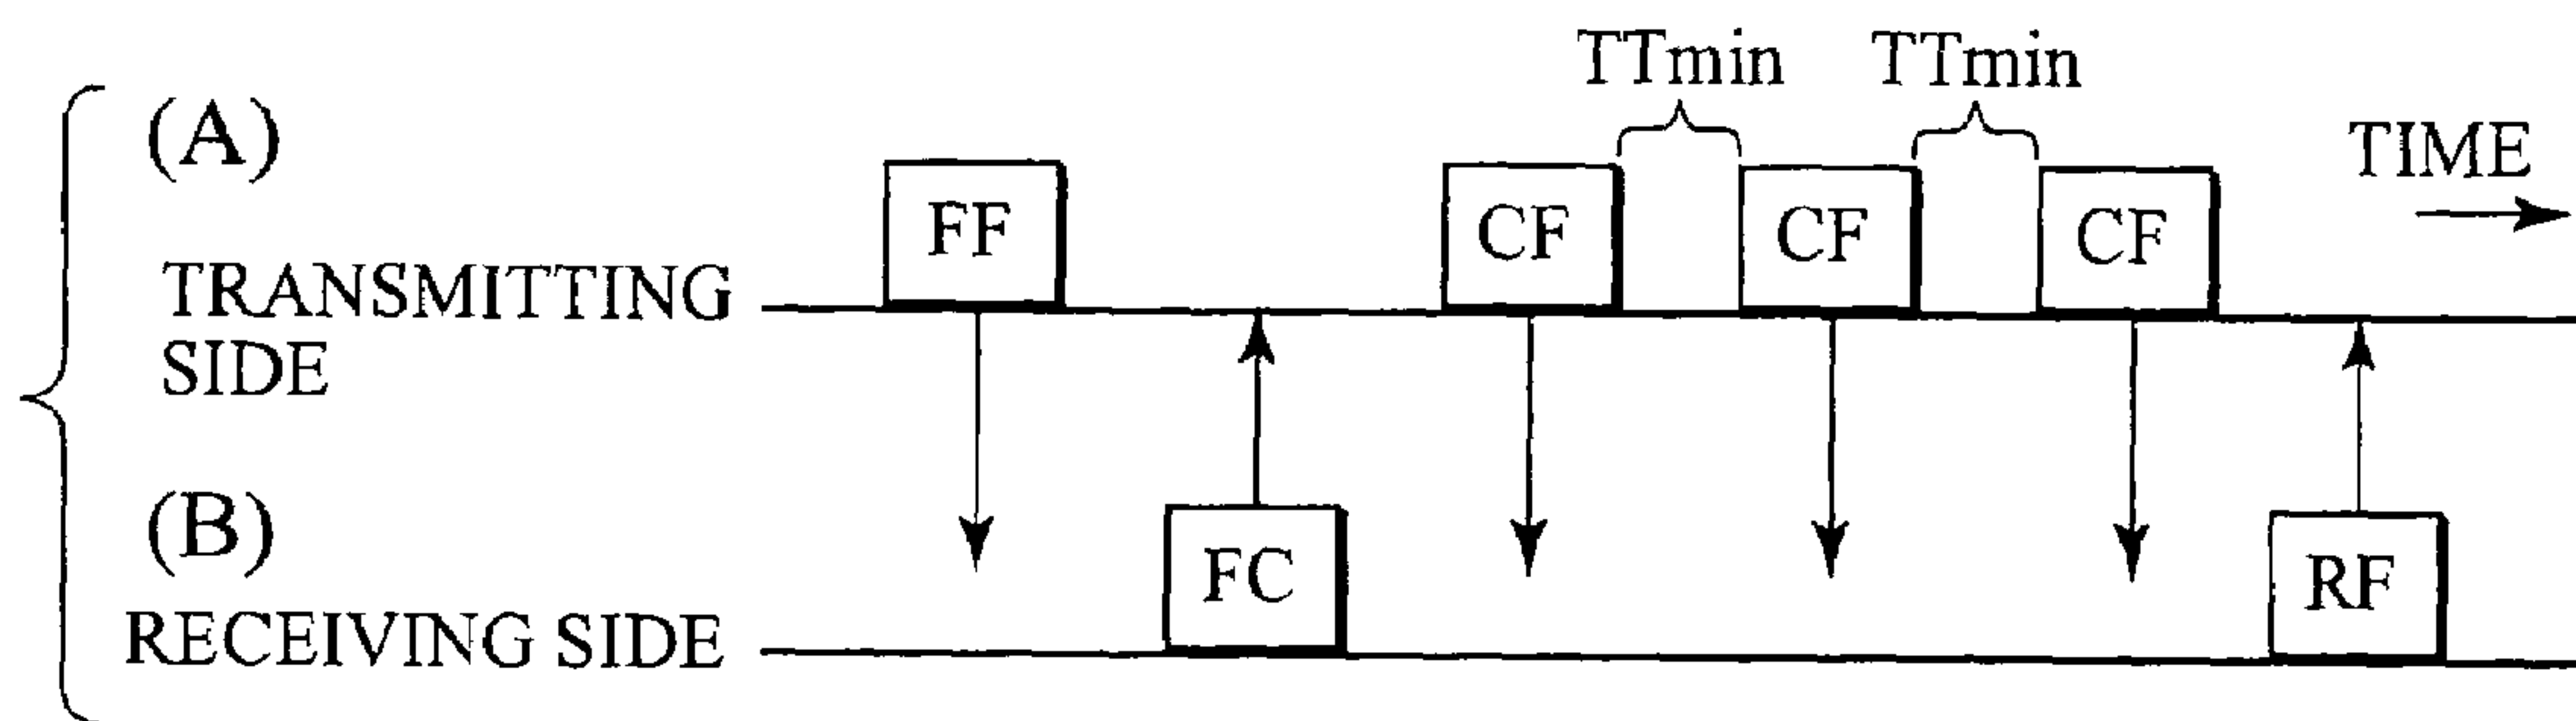 TTmin TTmin
(A)
TIME
FF CF CF CF
TRANSMITTING
SIDE
(B)
FC RF
RECEIVING SIDE